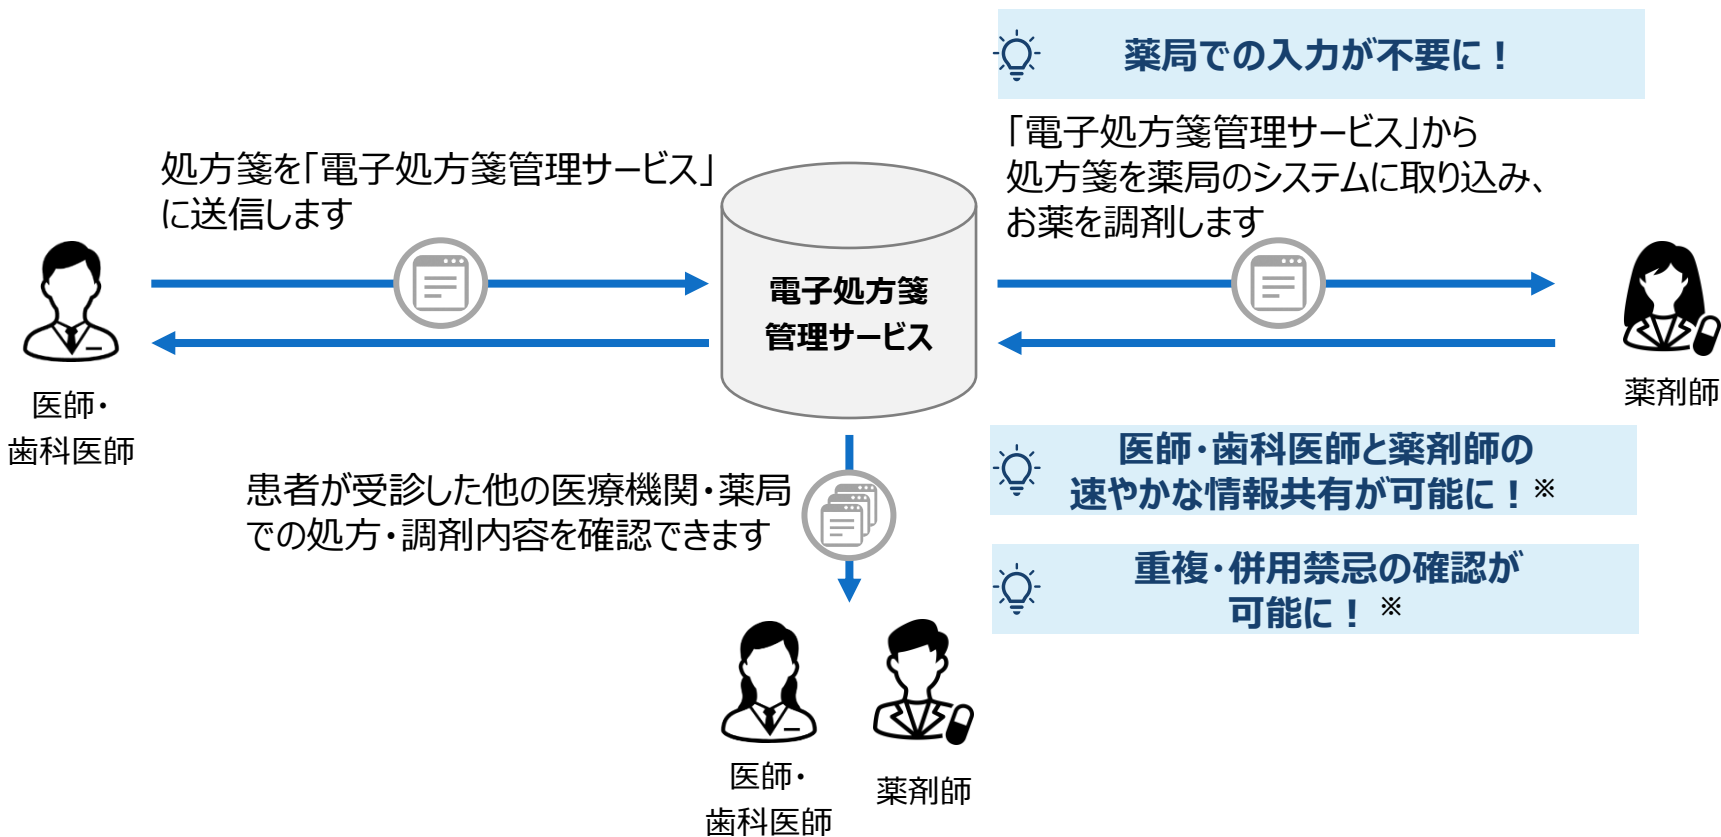 薬局での入力が不要に！
処方箋を「電子処方箋管理サービス」
に送信します
「電子処方箋管理サービス」から
処方箋を薬局のシステムに取り込み、
お薬を調剤します
電子処方箋
管理サービス
医師・
歯科医師
薬剤師
患者が受診した他の医療機関・薬局
での処方・調剤内容を確認できます
医師・歯科医師と薬剤師の
速やかな情報共有が可能に！※
重複・併用禁忌の確認が
可能に！※
医師・
歯科医師
薬剤師